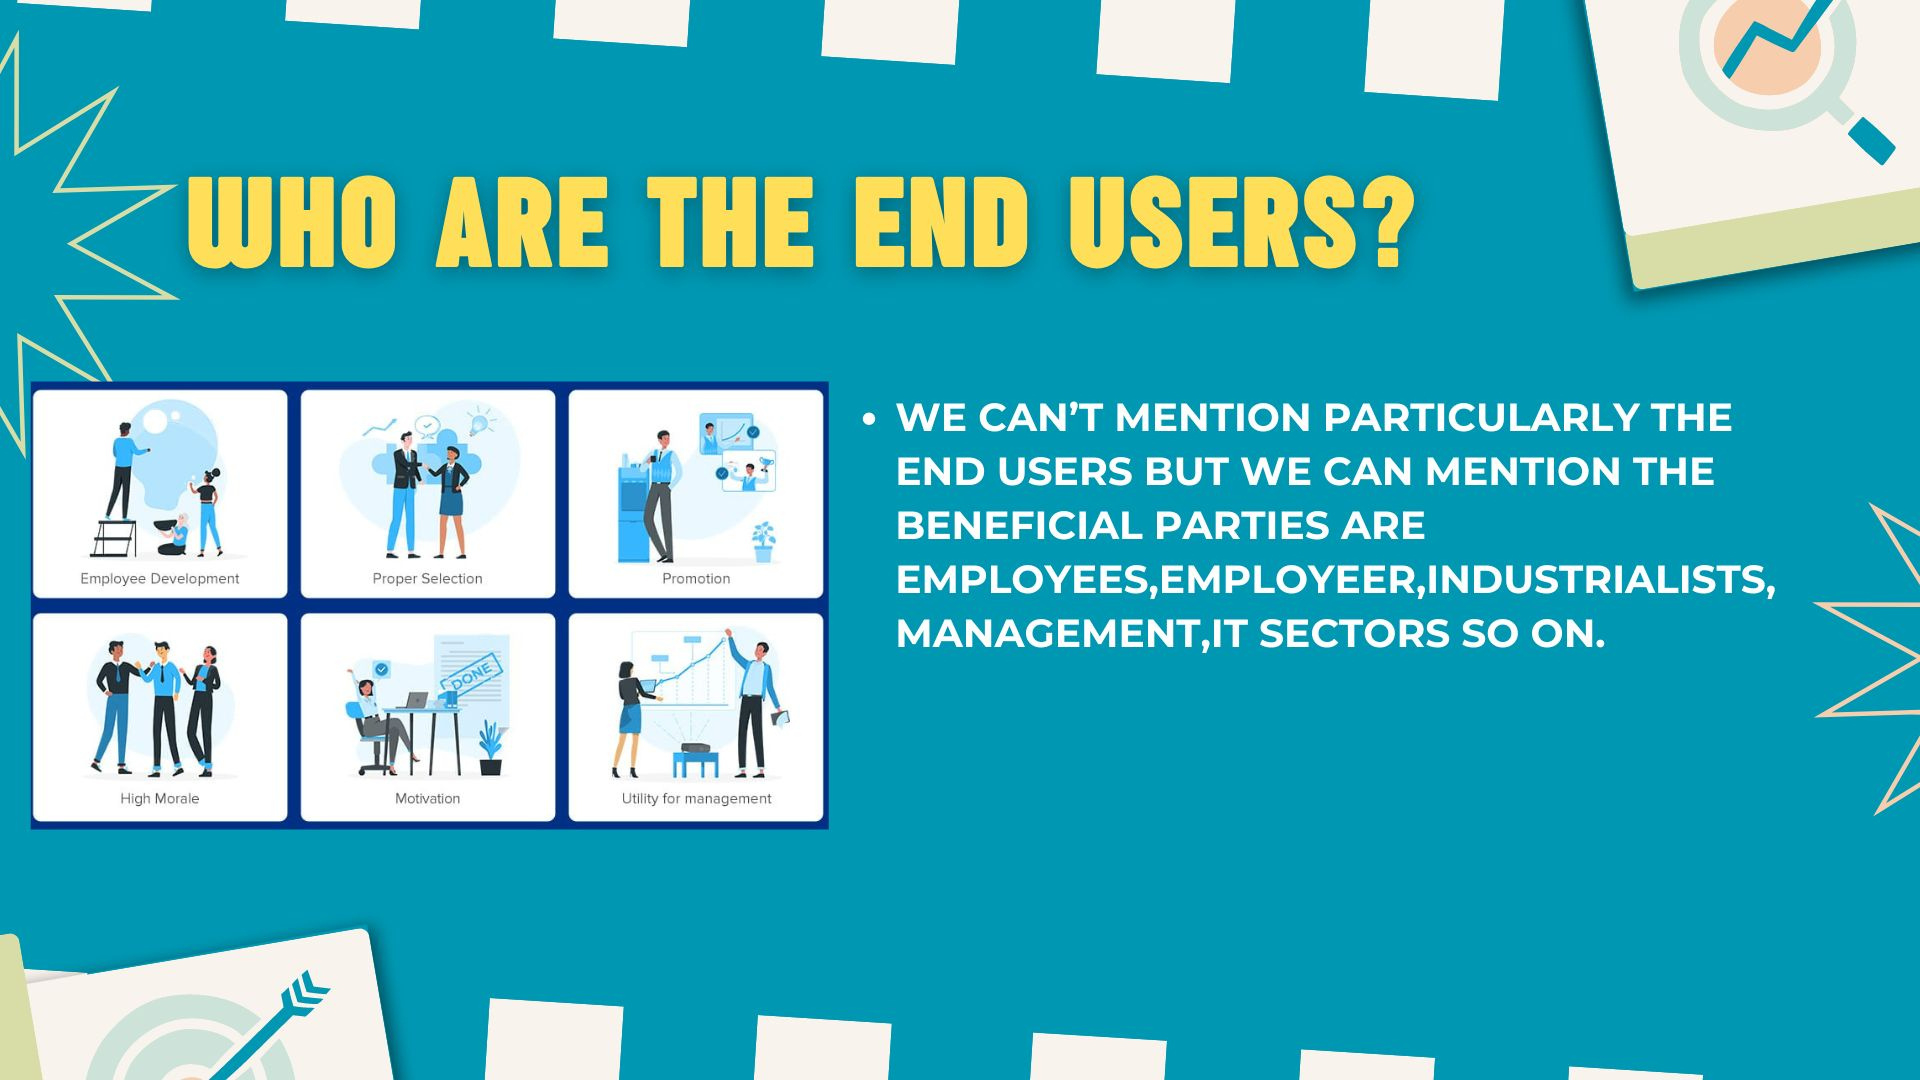 WHO ARE THE END USERS?
Employee Development
Proper Selection
Promotion
High Morale
DONE
Motivation
Utility for management
• WE CAN’T MENTION PARTICULARLY THE
END USERS BUT WE CAN MENTION THE
BENEFICIAL PARTIES ARE
EMPLOYEES,EMPLOYEER,INDUSTRIALISTS,
MANAGEMENT,IT SECTORS SO ON.